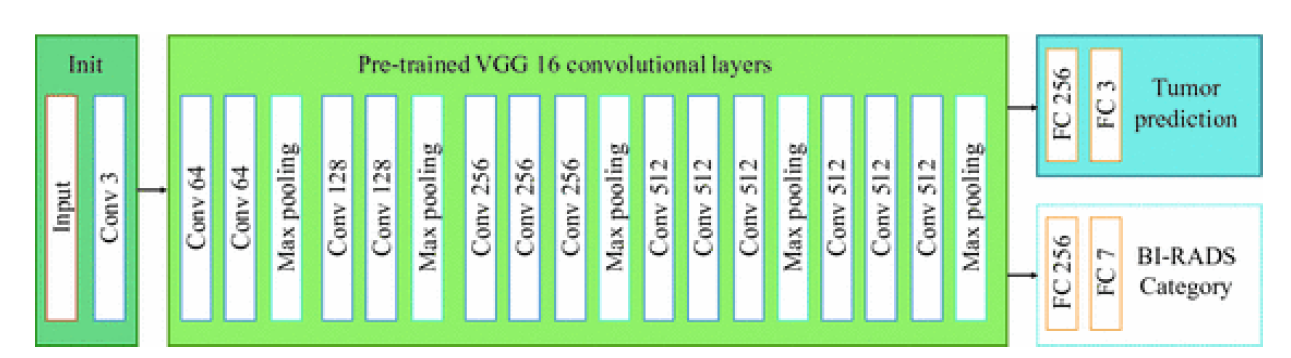 Init
Input
Conv 3
Pre-trained VGG 16 convolutional layers
Conv 64
Conv 64
Max pooling
Conv 128
Conv 128
Max pooling
Conv 256
Conv 256
Conv 256
Max pooling
Conv 512
Conv 512
Conv 512
Max pooling
Conv 512
Conv 512
Conv 512
Max pooling
FC 256
FC 3
Tumor
prediction
FC 256
FC 7
BI-RADS
Category